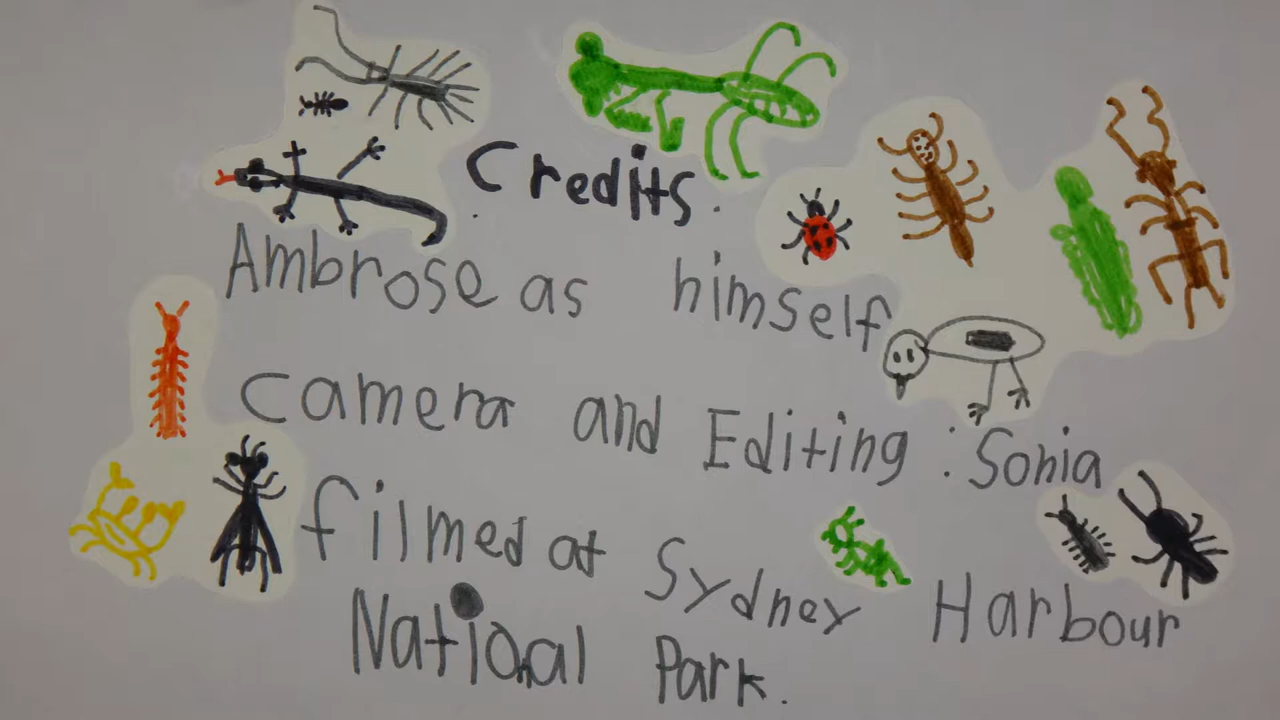 Credits.
Ambrose as himself
Camera and Editing : Sonia
filmed at Sydney Harbour
National Park.